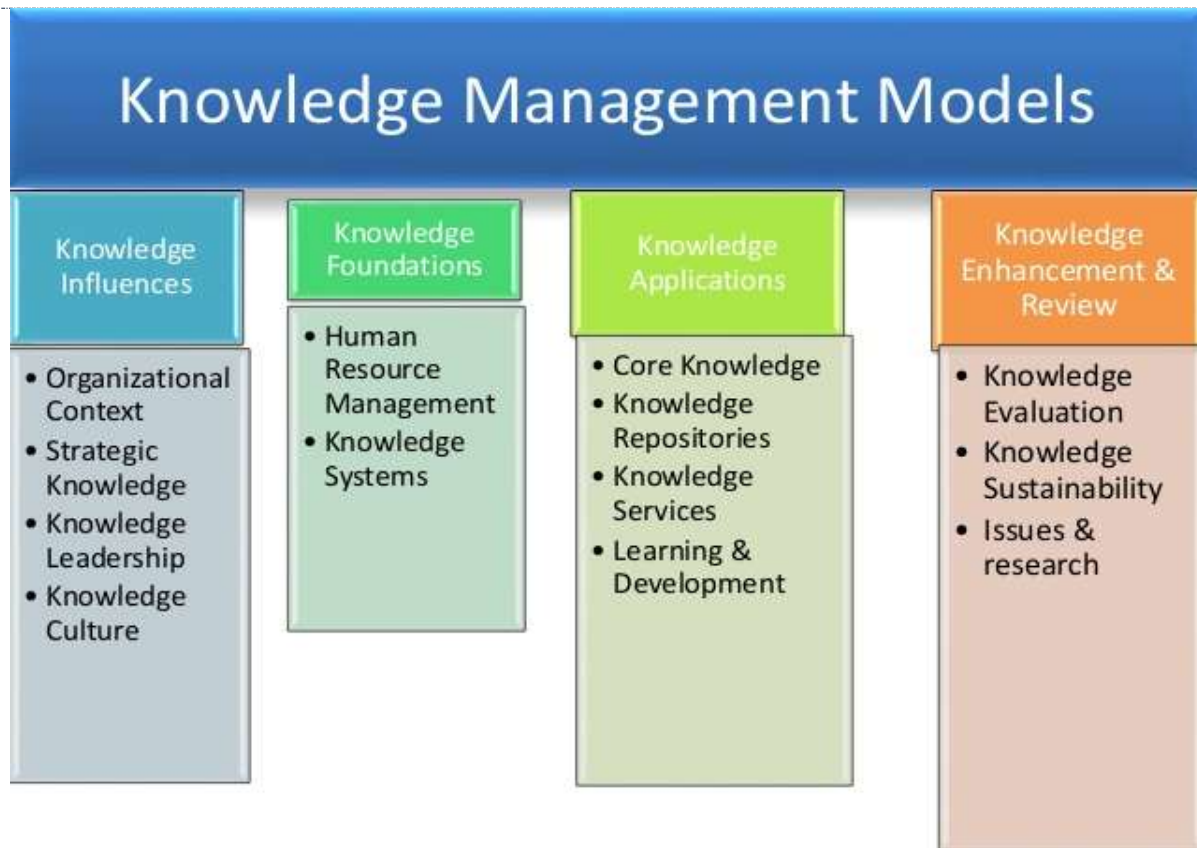 Knowledge Management Models
Knowledge
Influences
• Organizational
Context
• Strategic
Knowledge
• Knowledge
Leadership
• Knowledge
Culture
Knowledge
Foundations
• Human
Resource
Management
• Knowledge
Systems
Knowledge
Applications
• Core Knowledge
• Knowledge
Repositories
• Knowledge
Services
• Learning &
Development
Knowledge
Enhancement &
Review
• Knowledge
Evaluation
• Knowledge
Sustainability
• Issues &
research